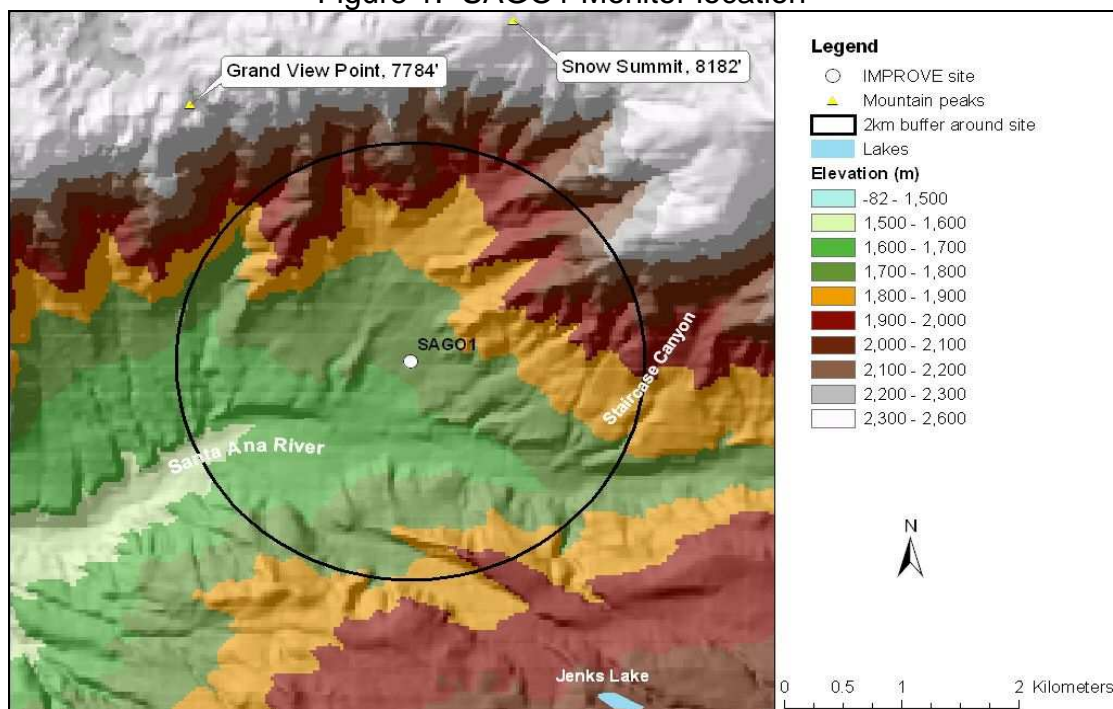 Figure 1: SAGO1 Monitor location
Grand View Point, 7784'
Snow Summit, 8182'
SAGO1
Staircase Canyon
Santa Ana River
Jenks Lake
Legend
IMPROVE site
Mountain peaks
2km buffer around site
Lakes
Elevation (m)
-82 - 1,500
1,500 - 1,600
1,600 - 1,700
1,700 - 1,800
1,800 - 1,900
1,900 - 2,000
2,000 - 2,100
2,100 - 2,200
2,200 - 2,300
2,300 - 2,600
N
0 0.5 1 2 Kilometers